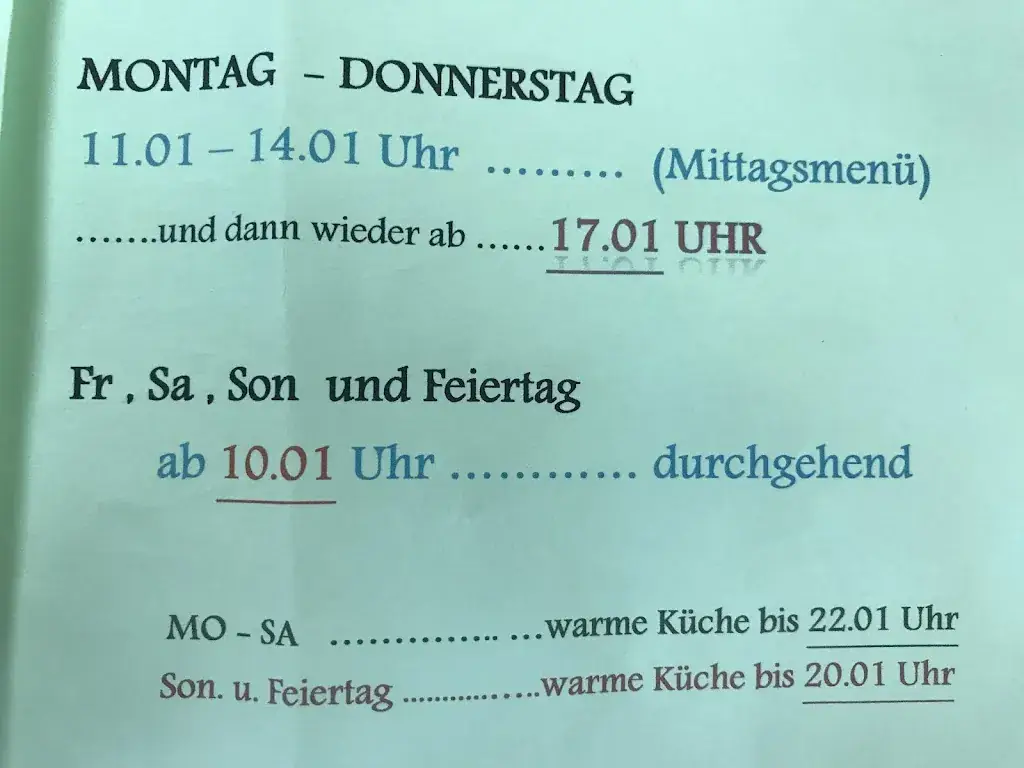 MONTAG – DONNERSTAG
11.01 – 14.01 Uhr ......... (Mittagsmenü)
.......und dann wieder ab ......17.01 UHR
Fr , Sa , Son und Feiertag
ab 10.01 Uhr ............ durchgehend
MO – SA .............. ...warme Küche bis 22.01 Uhr
Son. u. Feiertag .................warme Küche bis 20.01 Uhr